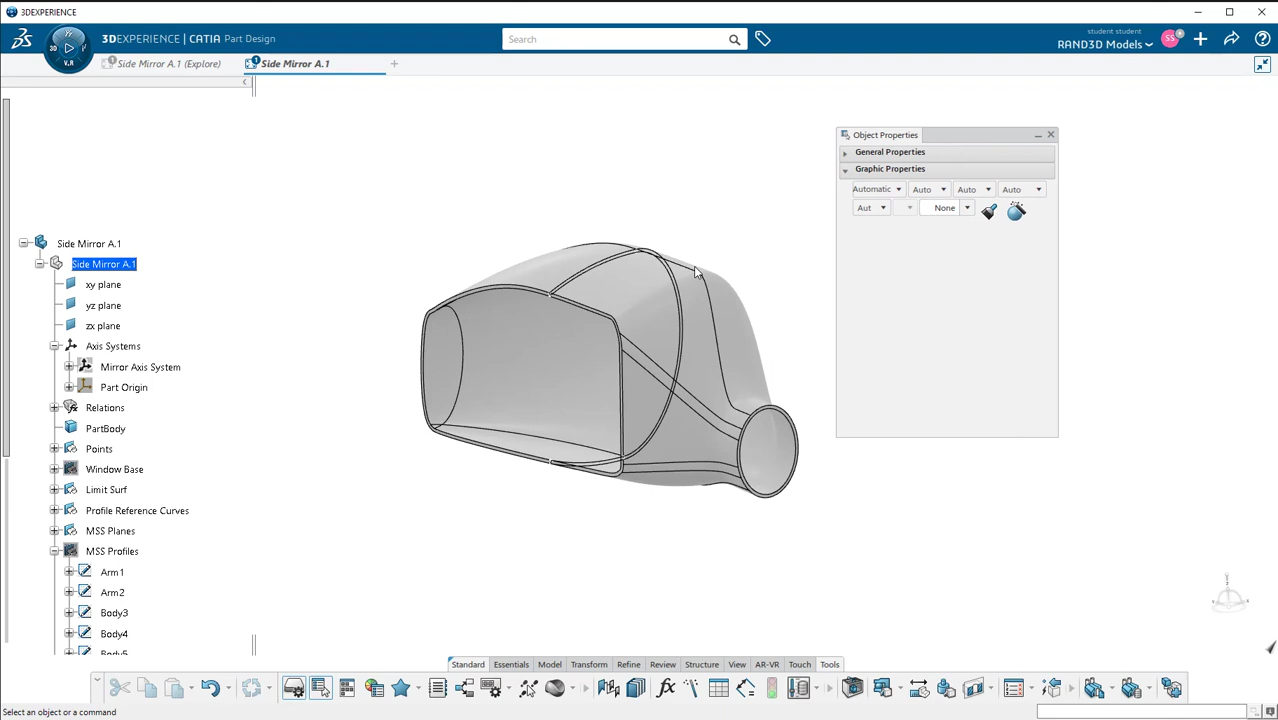 3DEXPERIENCE
3DEXPERIENCE | CATIA Part Design
Search
student student
RAND3D Models
SS
3D
V.R
Side Mirror A.1 (Explore)
Side Mirror A.1
Object Properties
General Properties
Graphic Properties
Automatic Auto Auto Auto
Aut None
Side Mirror A.1
Side Mirror A.1
xy plane
yz plane
zx plane
Axis Systems
Mirror Axis System
Part Origin
Relations
PartBody
Points
Window Base
Limit Surf
Profile Reference Curves
MSS Planes
MSS Profiles
Arm1
Arm2
Body3
Body4
Body5
Standard Essentials Model Transform Refine Review Structure View AR-VR Touch Tools
Select an object or a command